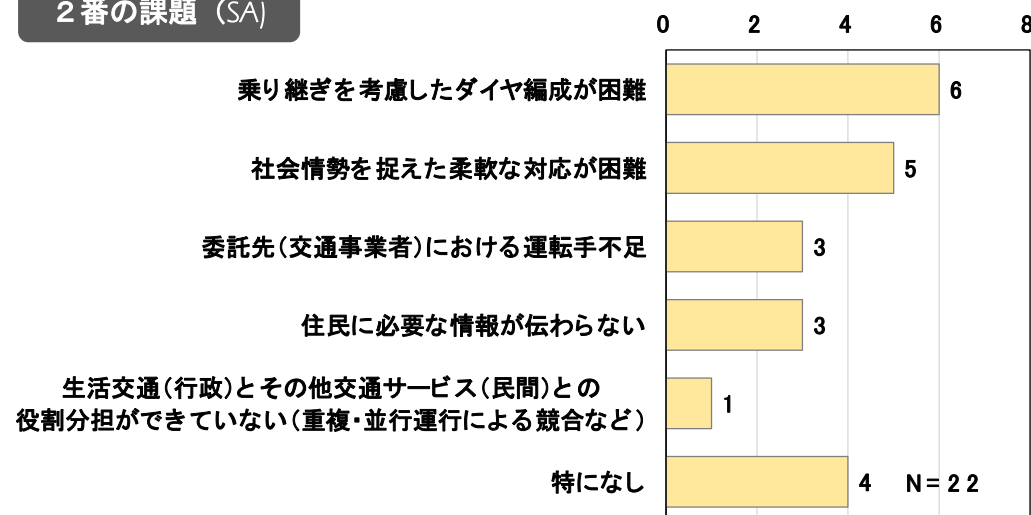 2番の課題（SA)
0 2 4 6 8
乗り継ぎを考慮したダイヤ編成が困難 6
社会情勢を捉えた柔軟な対応が困難 5
委託先(交通事業者)における運転手不足 3
住民に必要な情報が伝わらない 3
生活交通(行政)とその他交通サービス(民間)との
役割分担ができていない(重複・並行運行による競合など) 1
特になし 4 N=22